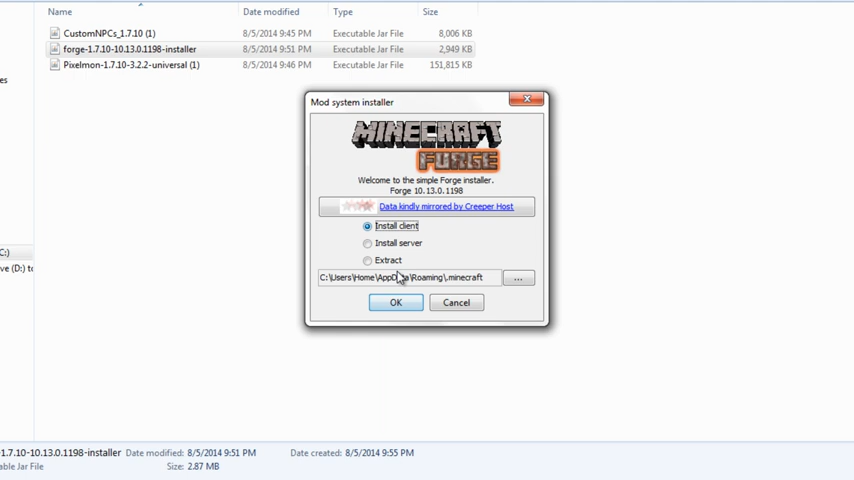 Name Date modified Type Size
CustomNPCs_1.7.10 (1) 8/5/2014 9:45 PM Executable Jar File 8,006 KB
forge-1.7.10-10.13.0.1198-installer 8/5/2014 9:51 PM Executable Jar File 2,949 KB
Pixelmon-1.7.10-3.2.2-universal (1) 8/5/2014 9:46 PM Executable Jar File 151,815 KB
es
Mod system installer
MINECRAFT
FORGE
Welcome to the simple Forge installer.
Forge 10.13.0.1198
Data kindly mirrored by Creeper Host
Install client
Install server
Extract
C:\Users\Home\AppData\Roaming\.minecraft ...
OK Cancel
C:)
ve (D:) to
-1.7.10-10.13.0.1198-installer Date modified: 8/5/2014 9:51 PM Date created: 8/5/2014 9:55 PM
able Jar File Size: 2.87 MB